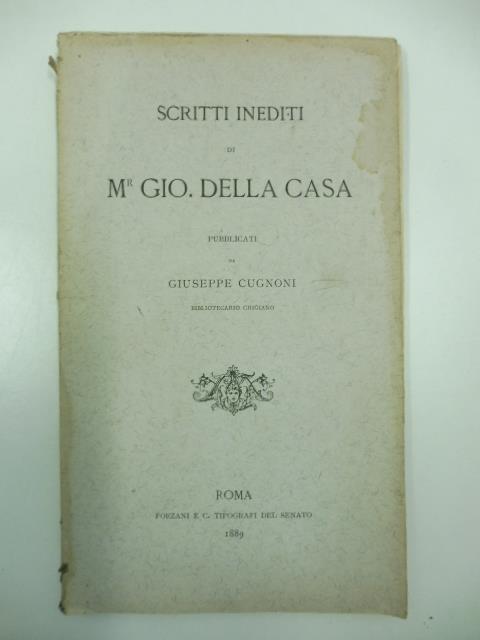 SCRITTI INEDITI
DI
Mᴿ GIO. DELLA CASA
PUBBLICATI
DA
GIUSEPPE CUGNONI
BIBLIOTECARIO CHIGIANO
ROMA
FORZANI E C. TIPOGRAFI DEL SENATO
1889